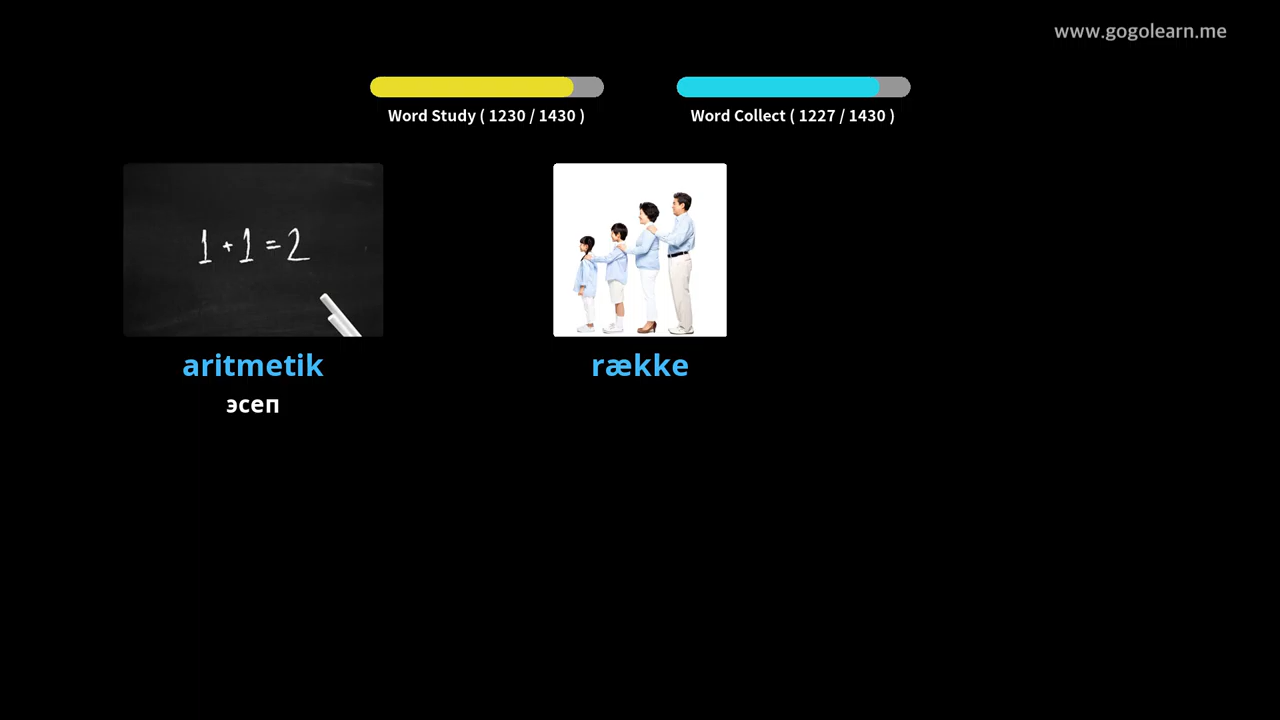 www.gogolearn.me
Word Study ( 1230 / 1430 )
Word Collect ( 1227 / 1430 )
1 + 1 = 2
aritmetik
række
эсеп